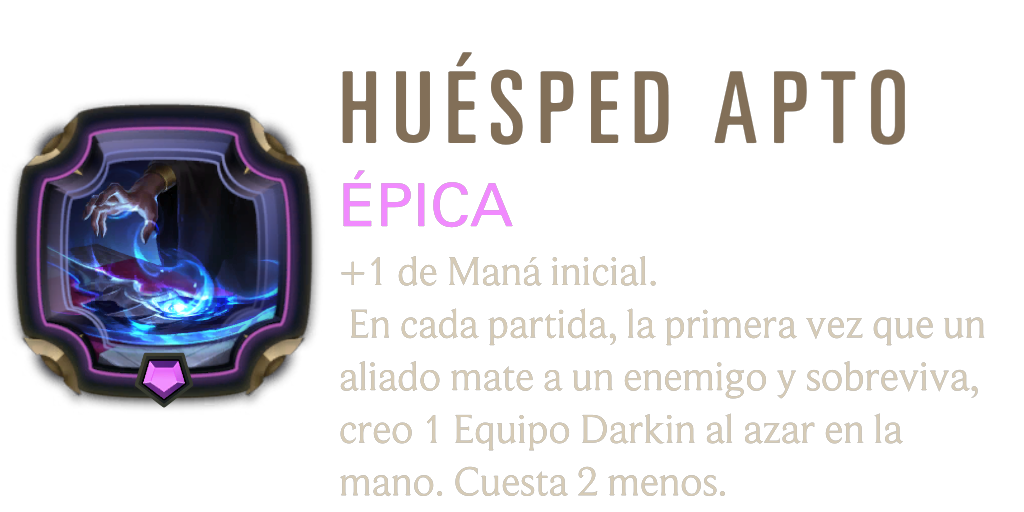 HUÉSPED APTO
ÉPICA
+1 de Maná inicial.
En cada partida, la primera vez que un
aliado mate a un enemigo y sobreviva,
creo 1 Equipo Darkin al azar en la
mano. Cuesta 2 menos.